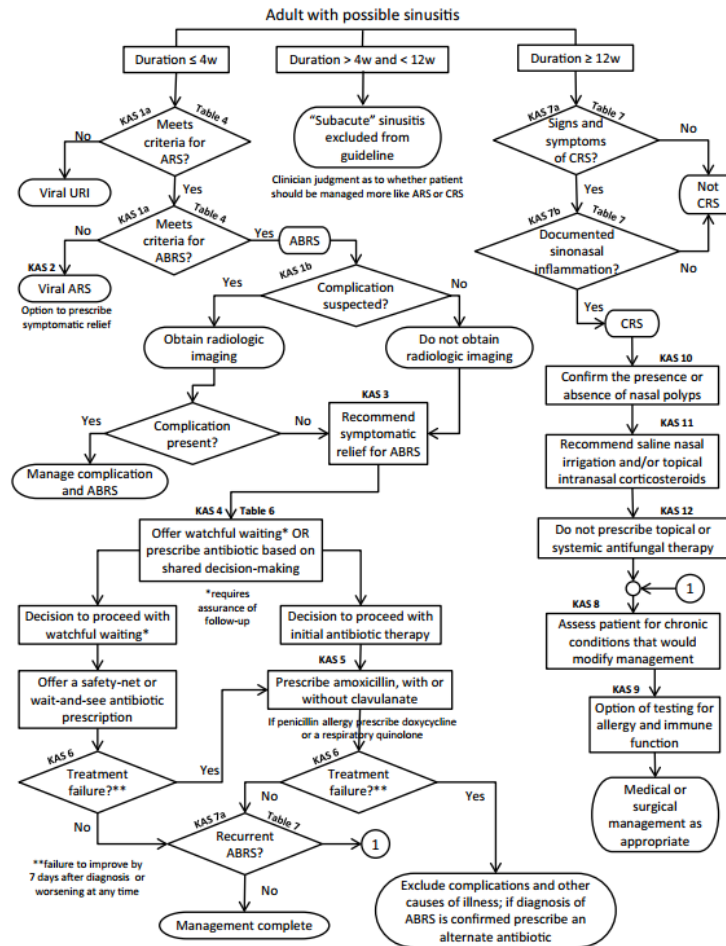 Adult with possible sinusitis
Duration ≤ 4w
Duration > 4w and < 12w
Duration ≥ 12w
KAS 1a
Table 4
Meets
criteria for
ARS?
No
Viral URI
Yes
"Subacute" sinusitis
excluded from
guideline
Clinician judgment as to whether patient
should be managed more like ARS or CRS
KAS 7a
Table 7
Signs and
symptoms
of CRS?
No
Not
CRS
Yes
KAS 1a
Table 4
Meets
criteria for
ABRS?
No
KAS 2
Viral ARS
Option to prescribe
symptomatic relief
Yes
ABRS
KAS 7b
Table 7
Documented
sinonasal
inflammation?
No
Yes
CRS
KAS 1b
Complication
suspected?
Yes
No
Obtain radiologic
imaging
Do not obtain
radiologic imaging
Complication
present?
Yes
No
Manage complication
and ABRS
KAS 3
Recommend
symptomatic
relief for ABRS
KAS 10
Confirm the presence or
absence of nasal polyps
KAS 11
Recommend saline nasal
irrigation and/or topical
intranasal corticosteroids
KAS 12
Do not prescribe topical or
systemic antifungal therapy
1
KAS 8
Assess patient for chronic
conditions that would
modify management
KAS 9
Option of testing for
allergy and immune
function
Medical or
surgical
management as
appropriate
KAS 4
Table 6
Offer watchful waiting* OR
prescribe antibiotic based on
shared decision-making
*requires
assurance of
follow-up
Decision to proceed with
watchful waiting*
Decision to proceed with
initial antibiotic therapy
Offer a safety-net or
wait-and-see antibiotic
prescription
KAS 5
Prescribe amoxicillin, with or
without clavulanate
If penicillin allergy prescribe doxycycline
or a respiratory quinolone
KAS 6
Treatment
failure?**
Yes
No
KAS 6
Treatment
failure?**
No
Yes
KAS 7a
Table 7
Recurrent
ABRS?
1
No
**failure to improve by
7 days after diagnosis or
worsening at any time
Management complete
Exclude complications and other
causes of illness; if diagnosis of
ABRS is confirmed prescribe an
alternate antibiotic